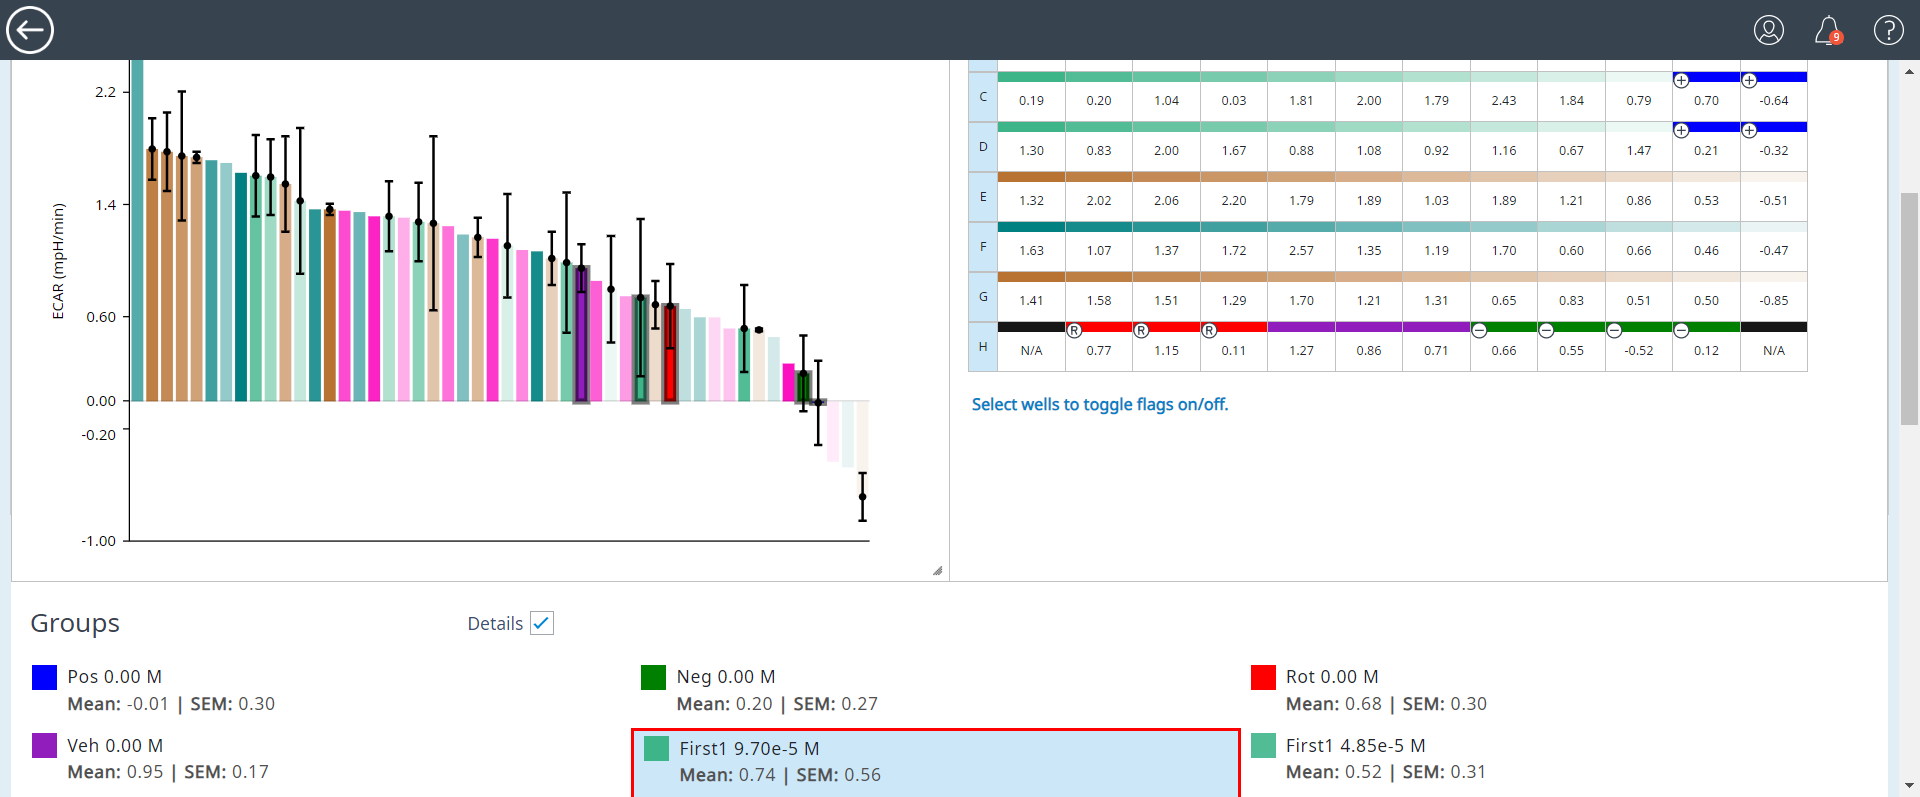 9
2.2
1.4
0.60
0.00
-0.20
-1.00
ECAR (mpH/min)
C 0.19 0.20 1.04 0.03 1.81 2.00 1.79 2.43 1.84 0.79 0.70 -0.64
D 1.30 0.83 2.00 1.67 0.88 1.08 0.92 1.16 0.67 1.47 0.21 -0.32
E 1.32 2.02 2.06 2.20 1.79 1.89 1.03 1.89 1.21 0.86 0.53 -0.51
F 1.63 1.07 1.37 1.72 2.57 1.35 1.19 1.70 0.60 0.66 0.46 -0.47
G 1.41 1.58 1.51 1.29 1.70 1.21 1.31 0.65 0.83 0.51 0.50 -0.85
R R R
H N/A 0.77 1.15 0.11 1.27 0.86 0.71 0.66 0.55 -0.52 0.12 N/A
Select wells to toggle flags on/off.
Groups
Details
Pos 0.00 M
Mean: -0.01 | SEM: 0.30
Neg 0.00 M
Mean: 0.20 | SEM: 0.27
Rot 0.00 M
Mean: 0.68 | SEM: 0.30
Veh 0.00 M
Mean: 0.95 | SEM: 0.17
First1 9.70e-5 M
Mean: 0.74 | SEM: 0.56
First1 4.85e-5 M
Mean: 0.52 | SEM: 0.31